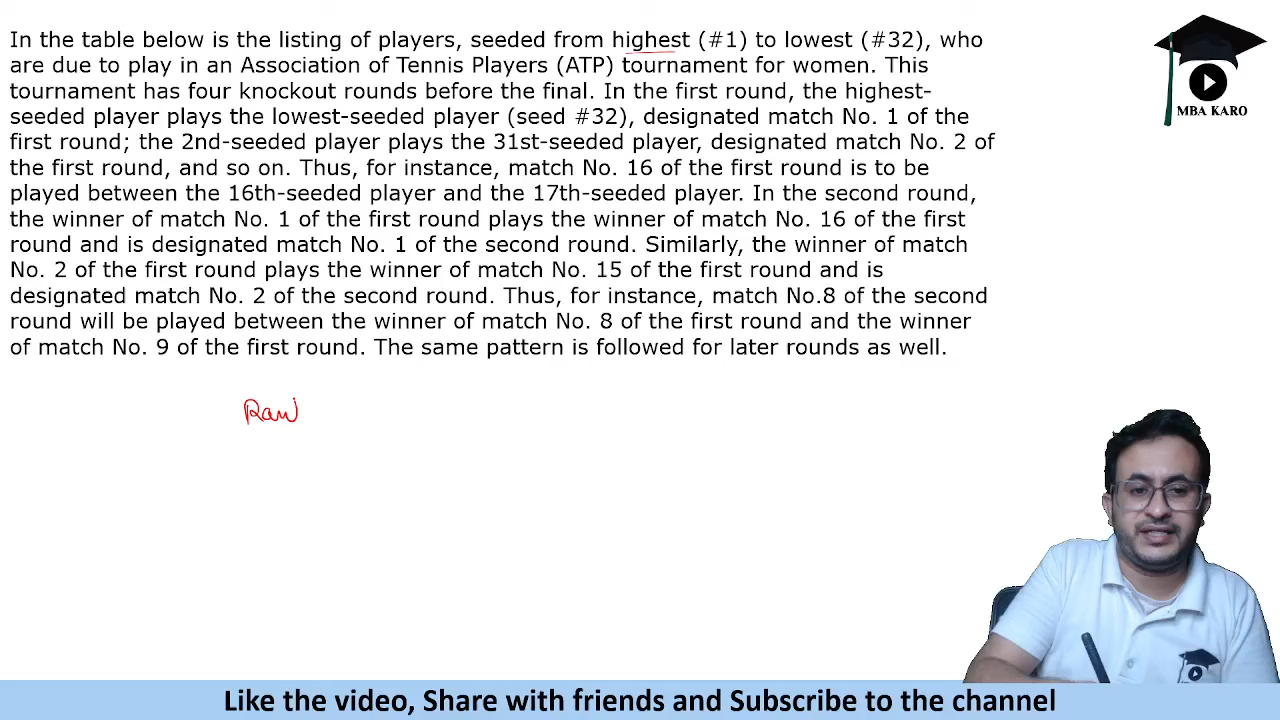 In the table below is the listing of players, seeded from highest (#1) to lowest (#32), who
are due to play in an Association of Tennis Players (ATP) tournament for women. This
tournament has four knockout rounds before the final. In the first round, the highest-
seeded player plays the lowest-seeded player (seed #32), designated match No. 1 of the
first round; the 2nd-seeded player plays the 31st-seeded player, designated match No. 2 of
the first round, and so on. Thus, for instance, match No. 16 of the first round is to be
played between the 16th-seeded player and the 17th-seeded player. In the second round,
the winner of match No. 1 of the first round plays the winner of match No. 16 of the first
round and is designated match No. 1 of the second round. Similarly, the winner of match
No. 2 of the first round plays the winner of match No. 15 of the first round and is
designated match No. 2 of the second round. Thus, for instance, match No.8 of the second
round will be played between the winner of match No. 8 of the first round and the winner
of match No. 9 of the first round. The same pattern is followed for later rounds as well.
MBA KARO
Like the video, Share with friends and Subscribe to the channel